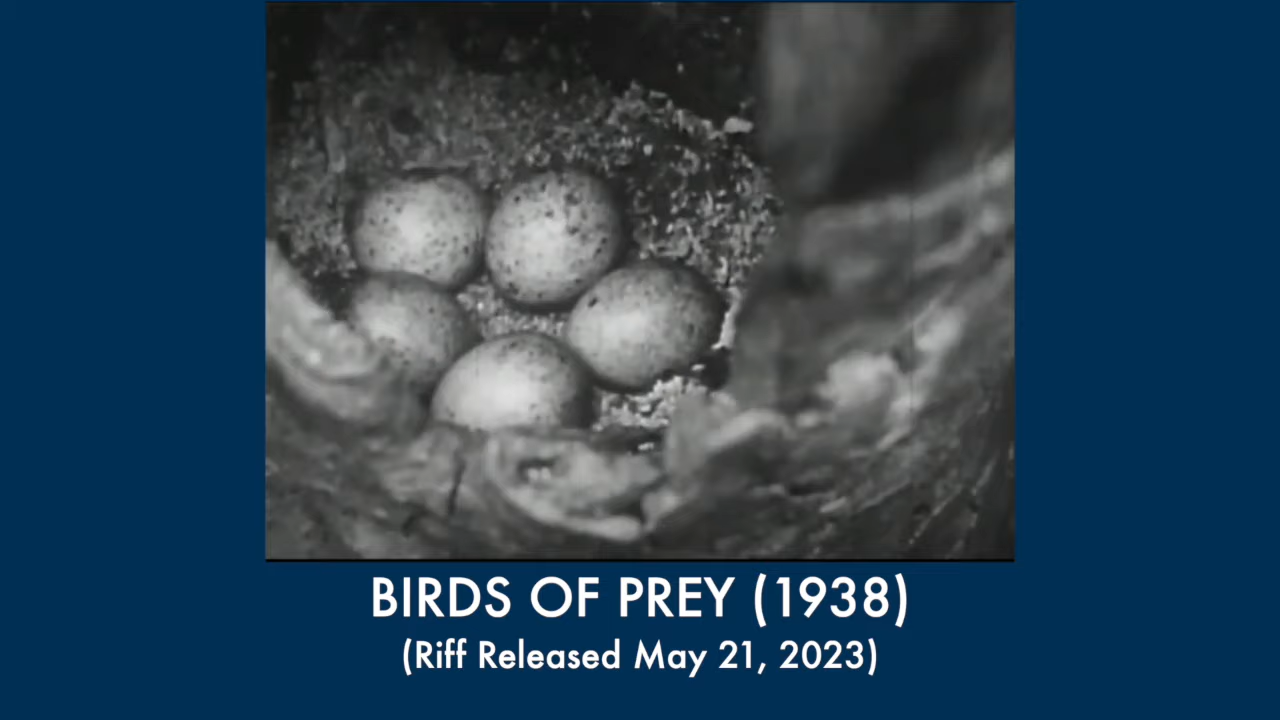 BIRDS OF PREY (1938)
(Riff Released May 21, 2023)